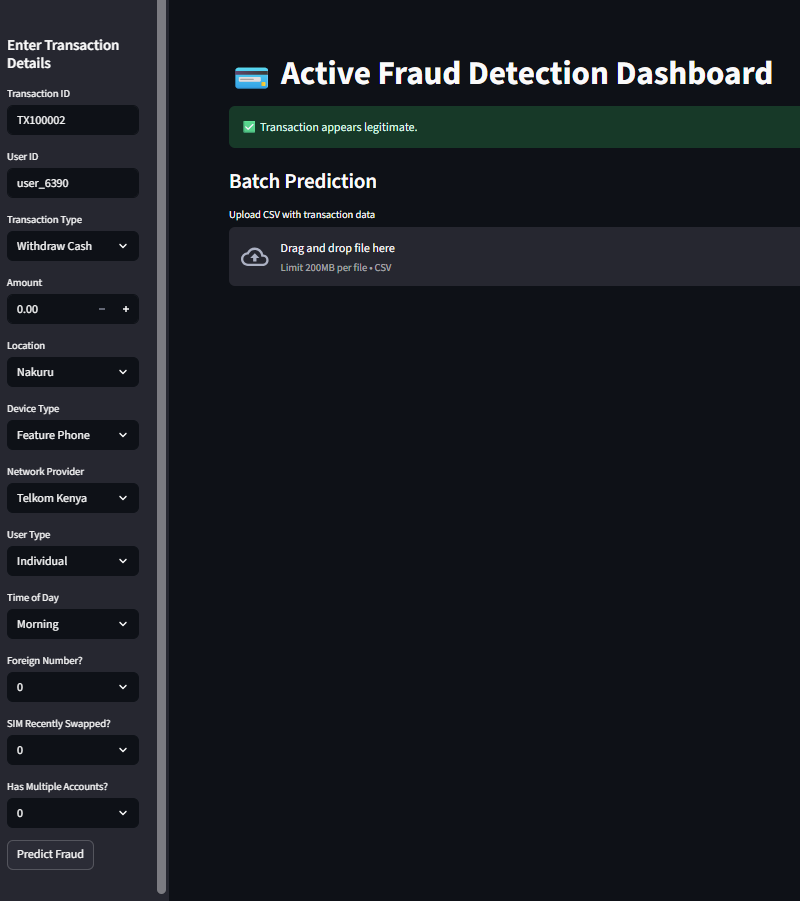 Enter Transaction
Details
Transaction ID
TX100002
User ID
user_6390
Transaction Type
Withdraw Cash
Amount
0.00 − +
Location
Nakuru
Device Type
Feature Phone
Network Provider
Telkom Kenya
User Type
Individual
Time of Day
Morning
Foreign Number?
0
SIM Recently Swapped?
0
Has Multiple Accounts?
0
Predict Fraud
Active Fraud Detection Dashboard
Transaction appears legitimate.
Batch Prediction
Upload CSV with transaction data
Drag and drop file here
Limit 200MB per file • CSV